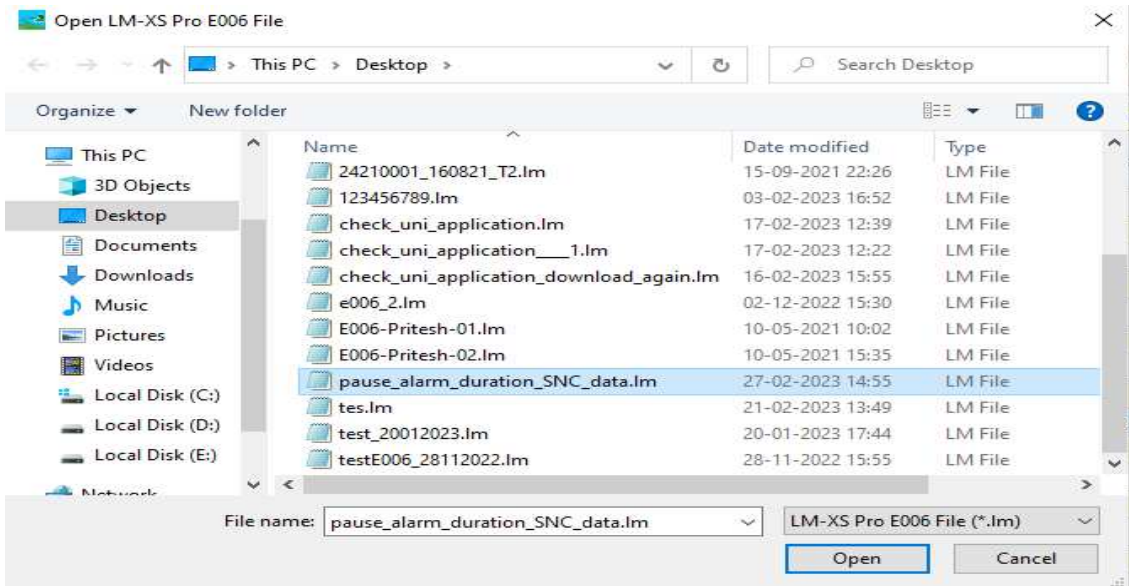 Open LM-XS Pro E006 File
This PC > Desktop >
Search Desktop
Organize
New folder
This PC
3D Objects
Desktop
Documents
Downloads
Music
Pictures
Videos
Local Disk (C:)
Local Disk (D:)
Local Disk (E:)
Network
Name Date modified Type
24210001_160821_T2.lm 15-09-2021 22:26 LM File
123456789.lm 03-02-2023 16:52 LM File
check_uni_application.lm 17-02-2023 12:39 LM File
check_uni_application___1.lm 17-02-2023 12:22 LM File
check_uni_application_download_again.lm 16-02-2023 15:55 LM File
e006_2.lm 02-12-2022 15:30 LM File
E006-Pritesh-01.lm 10-05-2021 10:02 LM File
E006-Pritesh-02.lm 10-05-2021 15:35 LM File
pause_alarm_duration_SNC_data.lm 27-02-2023 14:55 LM File
tes.lm 21-02-2023 13:49 LM File
test_20012023.lm 20-01-2023 17:44 LM File
testE006_28112022.lm 28-11-2022 15:55 LM File
File name: pause_alarm_duration_SNC_data.lm
LM-XS Pro E006 File (*.lm)
Open
Cancel